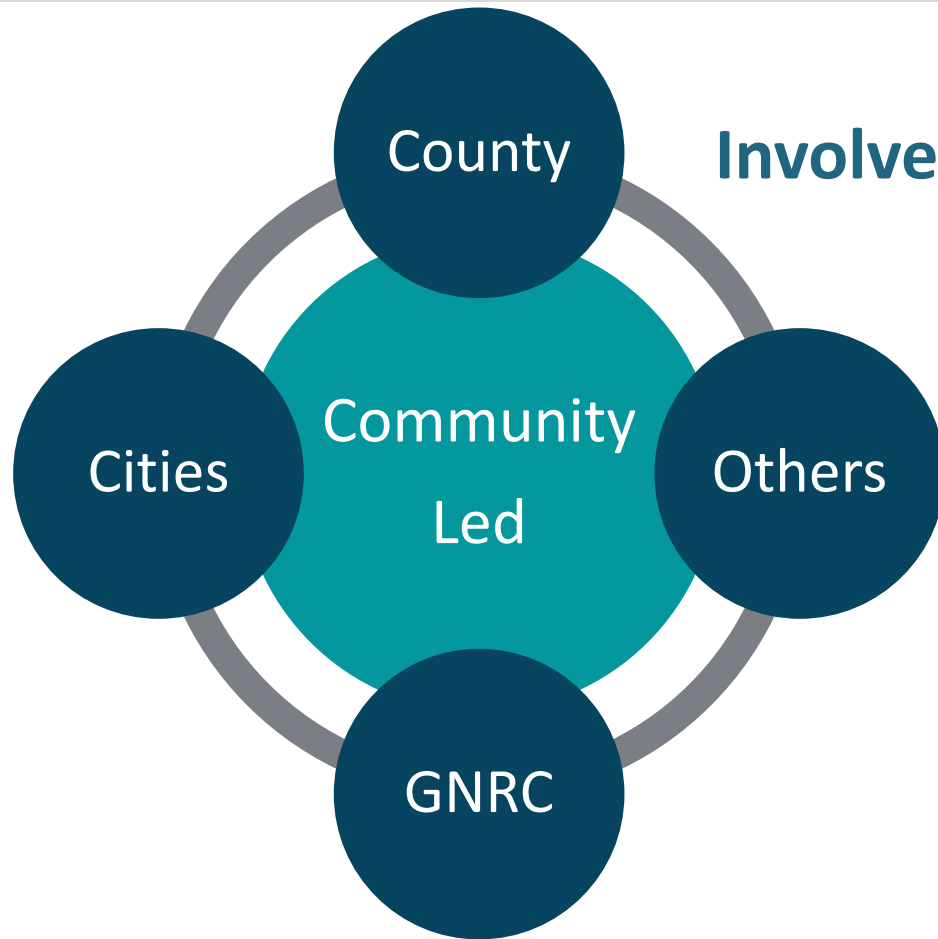 County
Involve
Cities
Community
Led
Others
GNRC